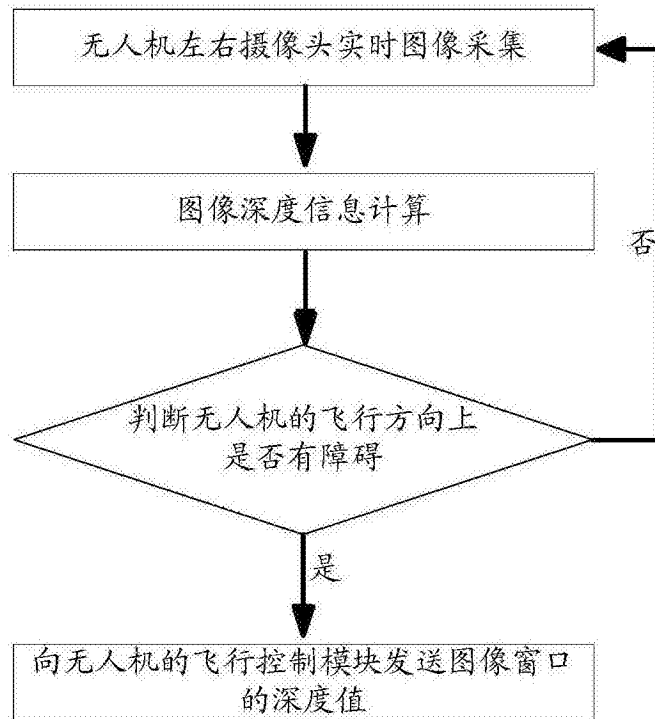 无人机左右摄像头实时图像采集
图像深度信息计算
否
判断无人机的飞行方向上
是否有障碍
是
向无人机的飞行控制模块发送图像窗口
的深度值